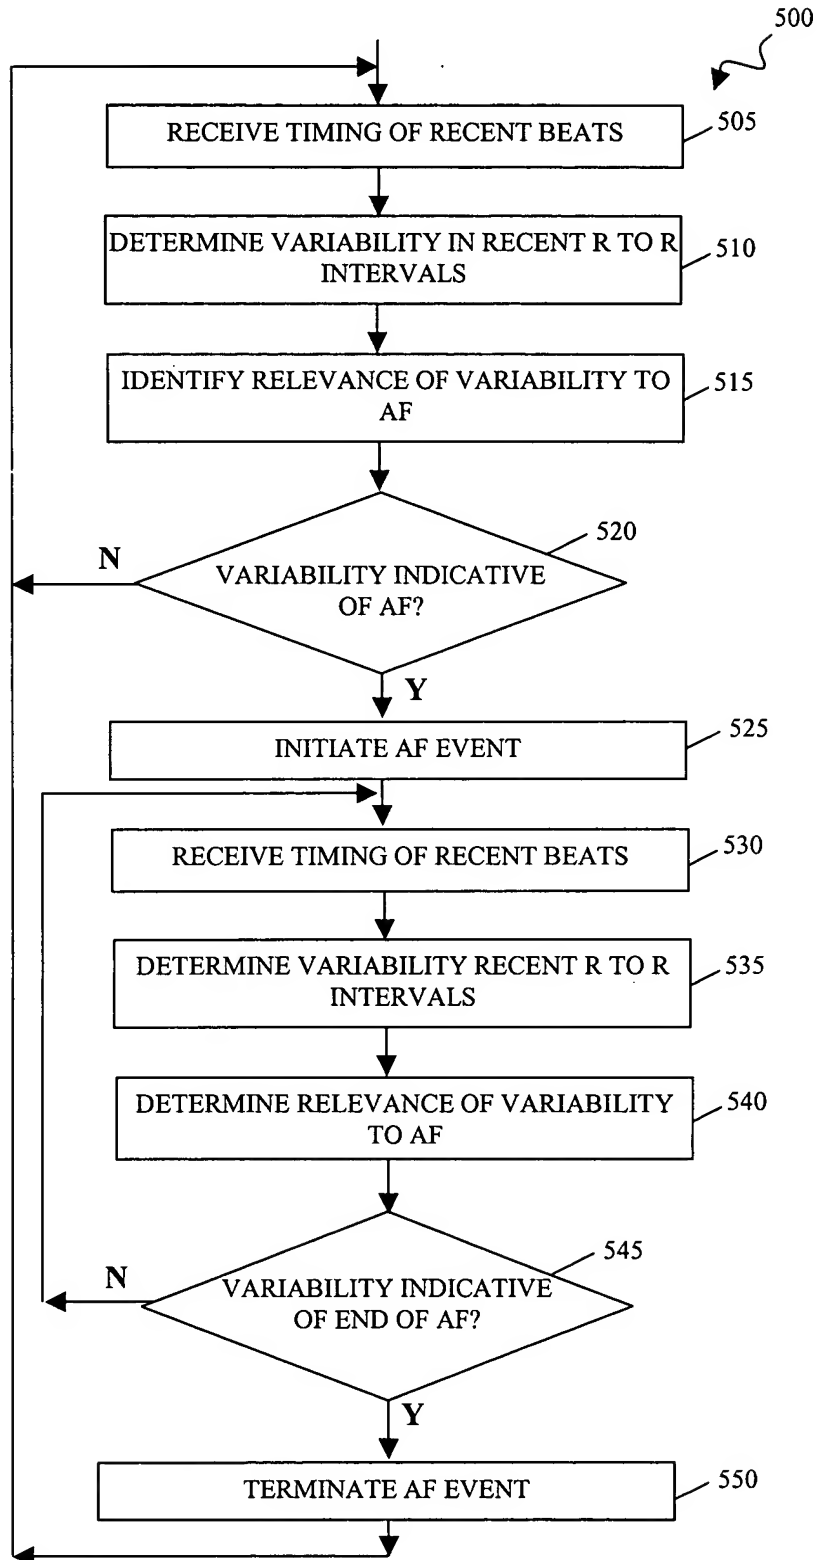 500
RECEIVE TIMING OF RECENT BEATS
505
DETERMINE VARIABILITY IN RECENT R TO R
INTERVALS
510
IDENTIFY RELEVANCE OF VARIABILITY TO
AF
515
520
N
VARIABILITY INDICATIVE
OF AF?
Y
INITIATE AF EVENT
525
RECEIVE TIMING OF RECENT BEATS
530
DETERMINE VARIABILITY RECENT R TO R
INTERVALS
535
DETERMINE RELEVANCE OF VARIABILITY
TO AF
540
545
N
VARIABILITY INDICATIVE
OF END OF AF?
Y
TERMINATE AF EVENT
550